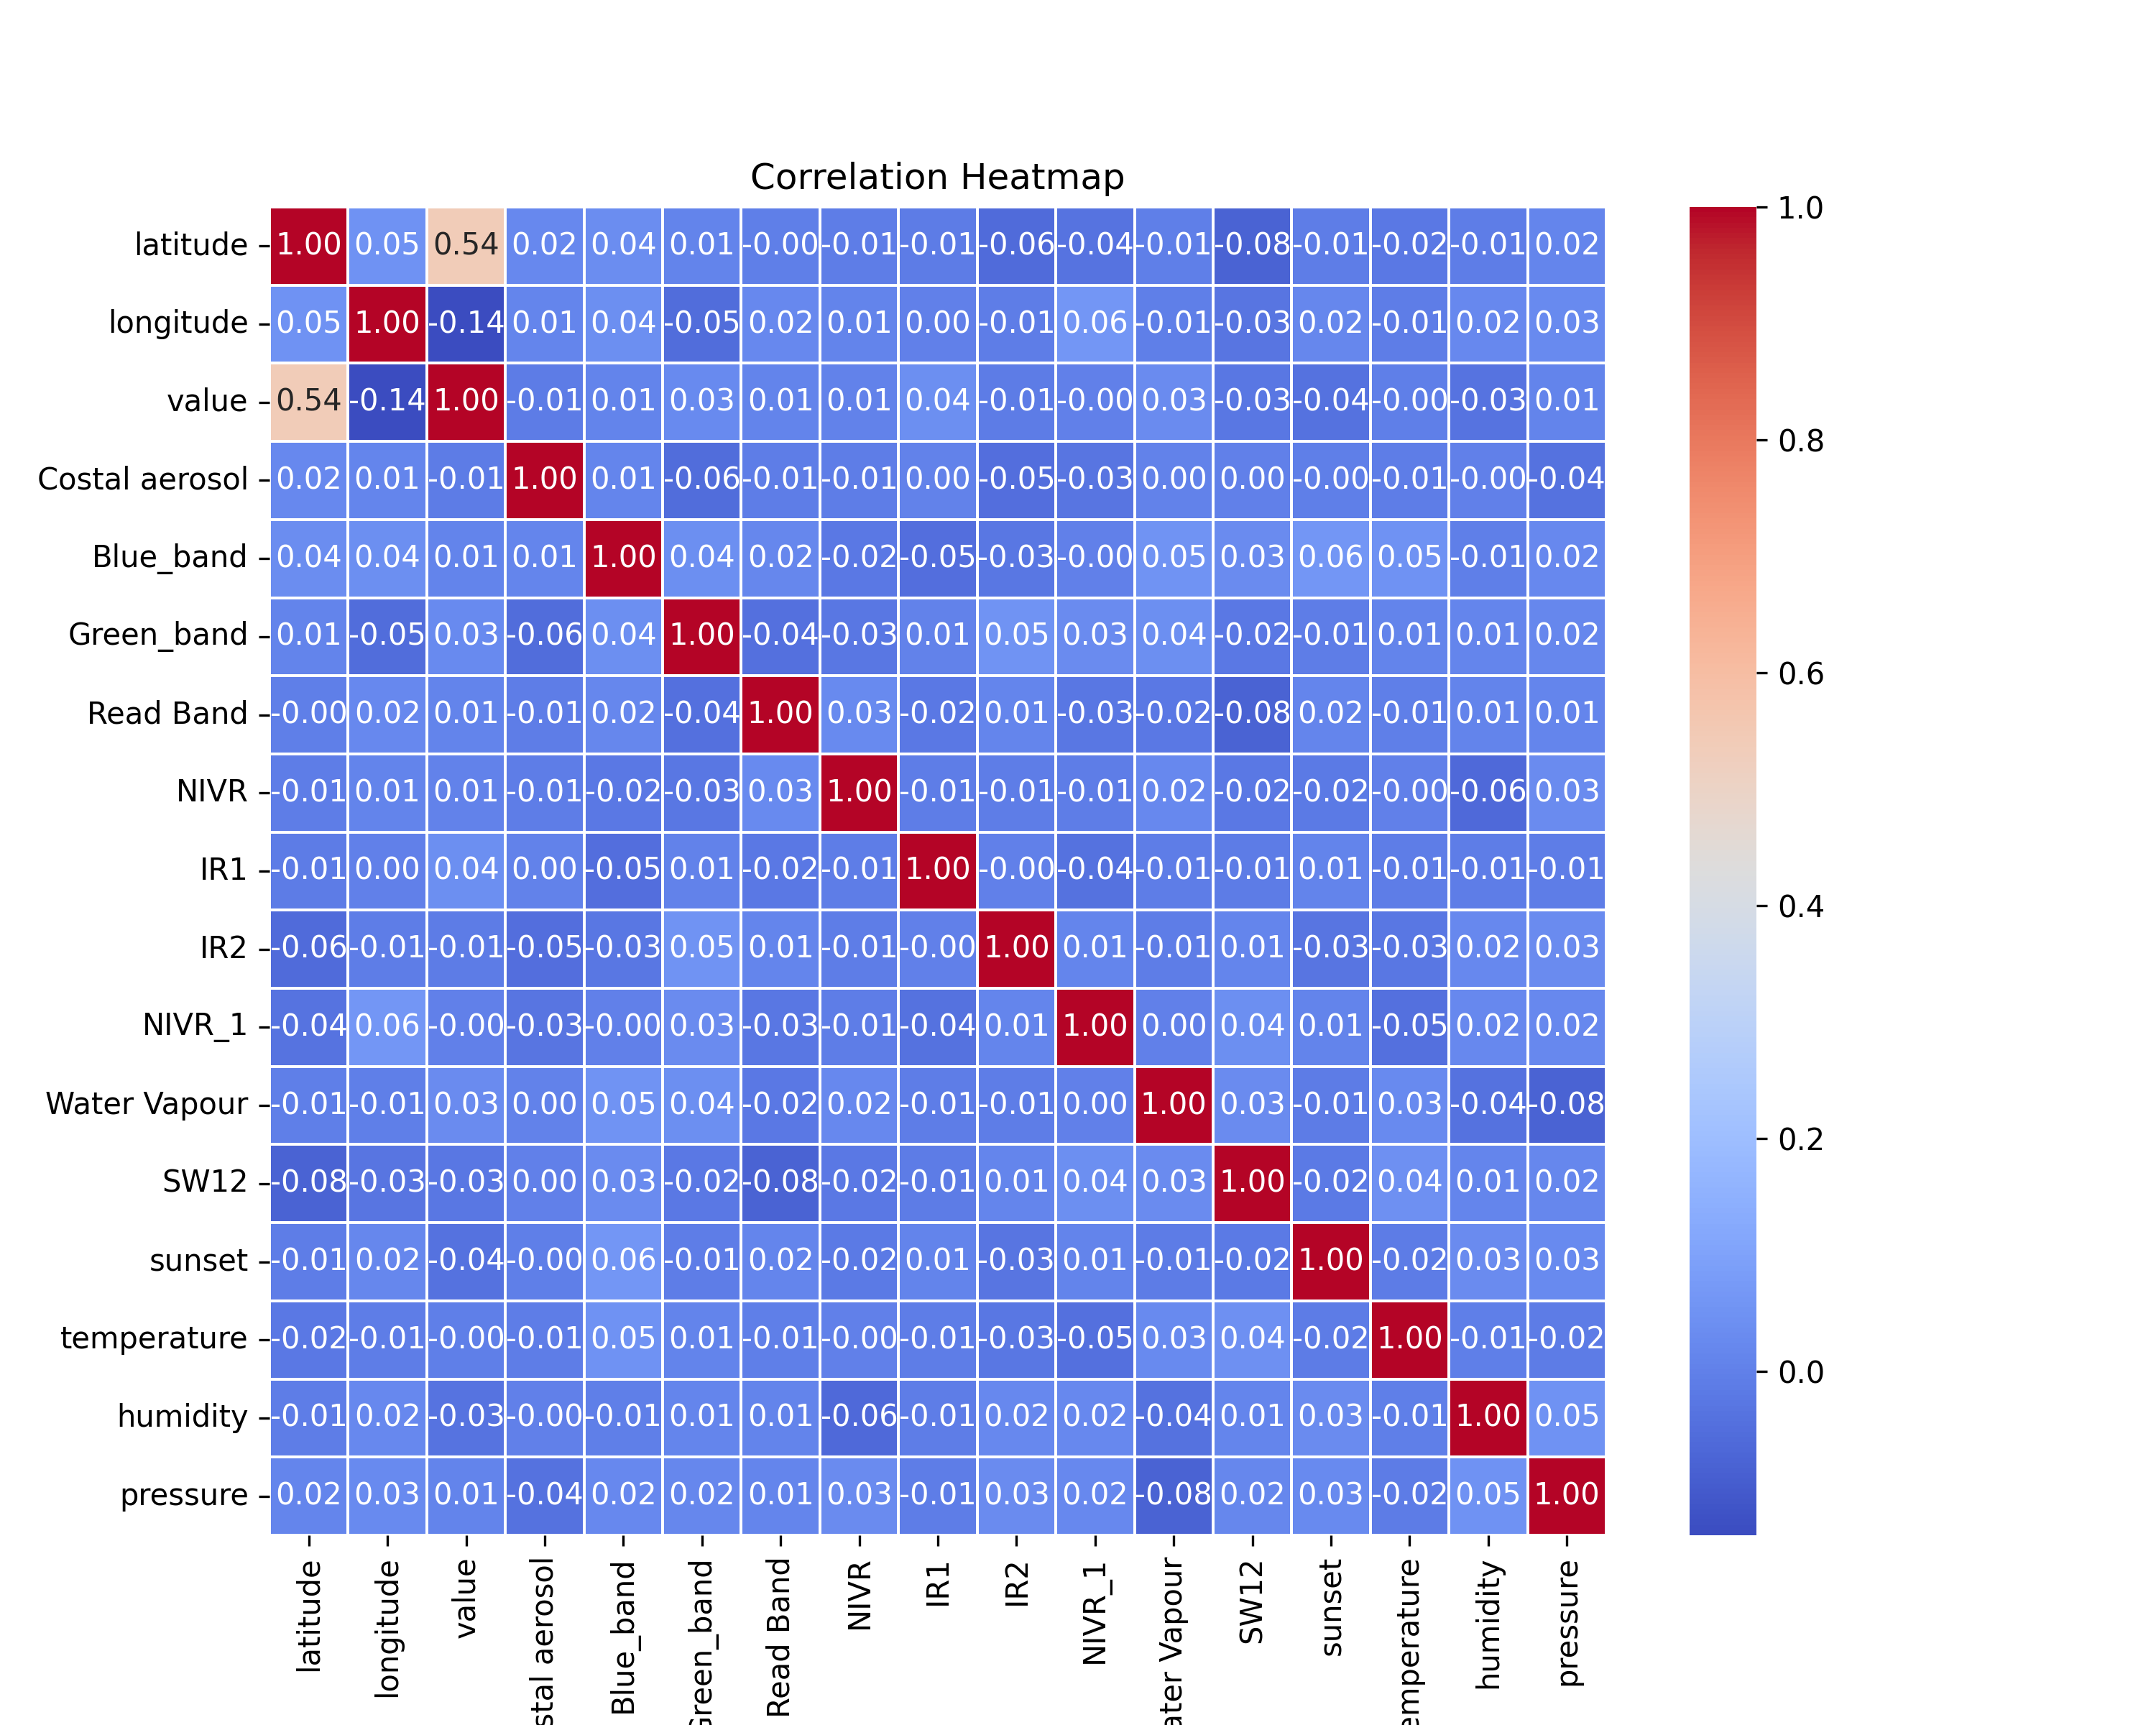 Correlation Heatmap
latitude 1.00 0.05 0.54 0.02 0.04 0.01 -0.00 -0.01 -0.01 -0.06 -0.04 -0.01 -0.08 -0.01 -0.02 -0.01 0.02
longitude 0.05 1.00 -0.14 0.01 0.04 -0.05 0.02 0.01 0.00 -0.01 0.06 -0.01 -0.03 0.02 -0.01 0.02 0.03
value 0.54 -0.14 1.00 -0.01 0.01 0.03 0.01 0.01 0.04 -0.01 -0.00 0.03 -0.03 -0.04 -0.00 -0.03 0.01
Costal aerosol 0.02 0.01 -0.01 1.00 0.01 -0.06 -0.01 -0.01 0.00 -0.05 -0.03 0.00 0.00 -0.00 -0.01 -0.00 -0.04
Blue_band 0.04 0.04 0.01 0.01 1.00 0.04 0.02 -0.02 -0.05 -0.03 -0.00 0.05 0.03 0.06 0.05 -0.01 0.02
Green_band 0.01 -0.05 0.03 -0.06 0.04 1.00 -0.04 -0.03 0.01 0.05 0.03 0.04 -0.02 -0.01 0.01 0.01 0.02
Read Band -0.00 0.02 0.01 -0.01 0.02 -0.04 1.00 0.03 -0.02 0.01 -0.03 -0.02 -0.08 0.02 -0.01 0.01 0.01
NIVR -0.01 0.01 0.01 -0.01 -0.02 -0.03 0.03 1.00 -0.01 -0.01 -0.01 0.02 -0.02 -0.02 -0.00 -0.06 0.03
IR1 -0.01 0.00 0.04 0.00 -0.05 0.01 -0.02 -0.01 1.00 -0.00 -0.04 -0.01 -0.01 0.01 -0.01 -0.01 -0.01
IR2 -0.06 -0.01 -0.01 -0.05 -0.03 0.05 0.01 -0.01 -0.00 1.00 0.01 -0.01 0.01 -0.03 -0.03 0.02 0.03
NIVR_1 -0.04 0.06 -0.00 -0.03 -0.00 0.03 -0.03 -0.01 -0.04 0.01 1.00 0.00 0.04 0.01 -0.05 0.02 0.02
Water Vapour -0.01 -0.01 0.03 0.00 0.05 0.04 -0.02 0.02 -0.01 -0.01 0.00 1.00 0.03 -0.01 0.03 -0.04 -0.08
SW12 -0.08 -0.03 -0.03 0.00 0.03 -0.02 -0.08 -0.02 -0.01 0.01 0.04 0.03 1.00 -0.02 0.04 0.01 0.02
sunset -0.01 0.02 -0.04 -0.00 0.06 -0.01 0.02 -0.02 0.01 -0.03 0.01 -0.01 -0.02 1.00 -0.02 0.03 0.03
temperature -0.02 -0.01 -0.00 -0.01 0.05 0.01 -0.01 -0.00 -0.01 -0.03 -0.05 0.03 0.04 -0.02 1.00 -0.01 -0.02
humidity -0.01 0.02 -0.03 -0.00 -0.01 0.01 0.01 -0.06 -0.01 0.02 0.02 -0.04 0.01 0.03 -0.01 1.00 0.05
pressure 0.02 0.03 0.01 -0.04 0.02 0.02 0.01 0.03 -0.01 0.03 0.02 -0.08 0.02 0.03 -0.02 0.05 1.00
latitude
longitude
value
stal aerosol
Blue_band
Green_band
Read Band
NIVR
IR1
IR2
NIVR_1
ater Vapour
SW12
sunset
emperature
humidity
pressure
1.0
0.8
0.6
0.4
0.2
0.0